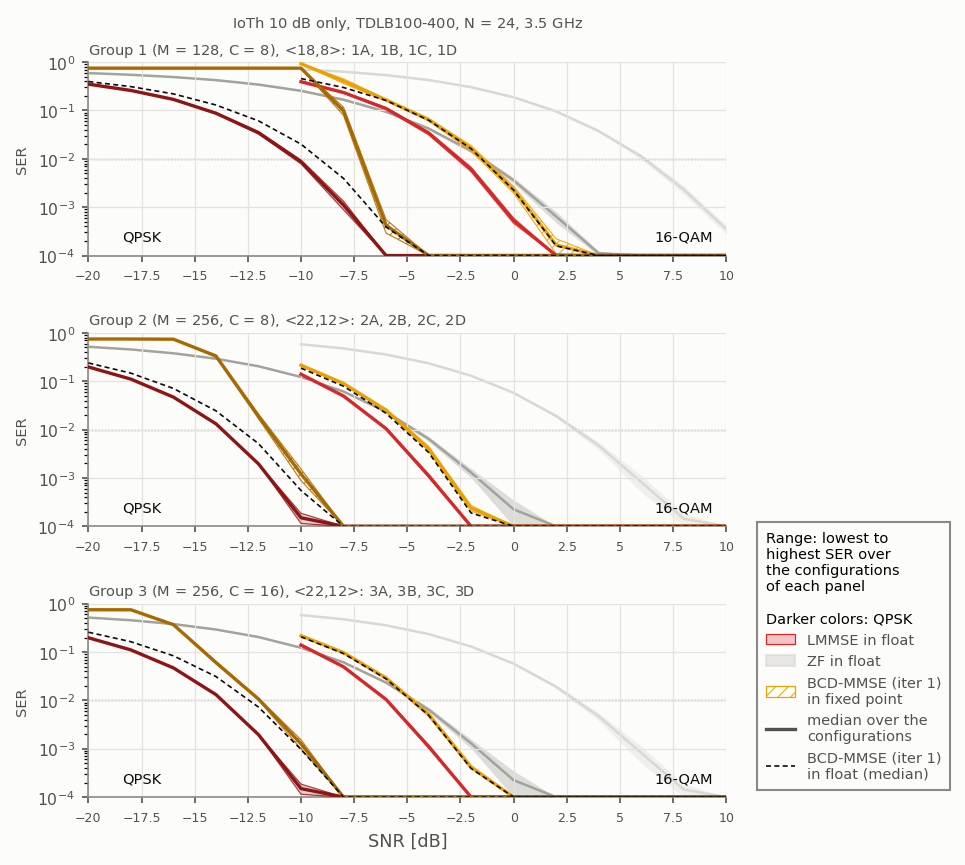 IoTh 10 dB only, TDLB100-400, N = 24, 3.5 GHz
Group 1 (M = 128, C = 8), <18,8>: 1A, 1B, 1C, 1D
10⁰
10⁻¹
10⁻²
10⁻³
10⁻⁴
SER
QPSK
16-QAM
−20 −17.5 −15 −12.5 −10 −7.5 −5 −2.5 0 2.5 5 7.5 10
Group 2 (M = 256, C = 8), <22,12>: 2A, 2B, 2C, 2D
10⁰
10⁻¹
10⁻²
10⁻³
10⁻⁴
SER
QPSK
16-QAM
−20 −17.5 −15 −12.5 −10 −7.5 −5 −2.5 0 2.5 5 7.5 10
Group 3 (M = 256, C = 16), <22,12>: 3A, 3B, 3C, 3D
10⁰
10⁻¹
10⁻²
10⁻³
10⁻⁴
SER
QPSK
16-QAM
−20 −17.5 −15 −12.5 −10 −7.5 −5 −2.5 0 2.5 5 7.5 10
SNR [dB]
Range: lowest to
highest SER over
the configurations
of each panel
Darker colors: QPSK
LMMSE in float
ZF in float
BCD-MMSE (iter 1)
in fixed point
median over the
configurations
BCD-MMSE (iter 1)
in float (median)